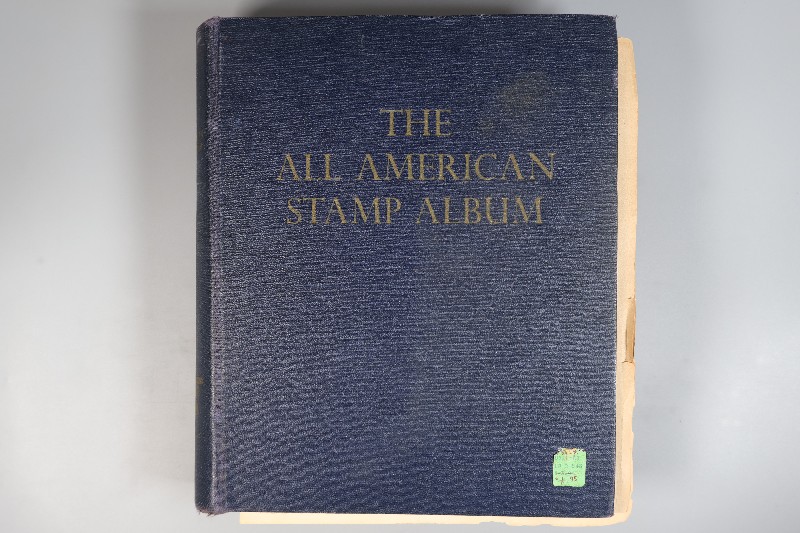 THE
ALL AMERICAN
STAMP ALBUM